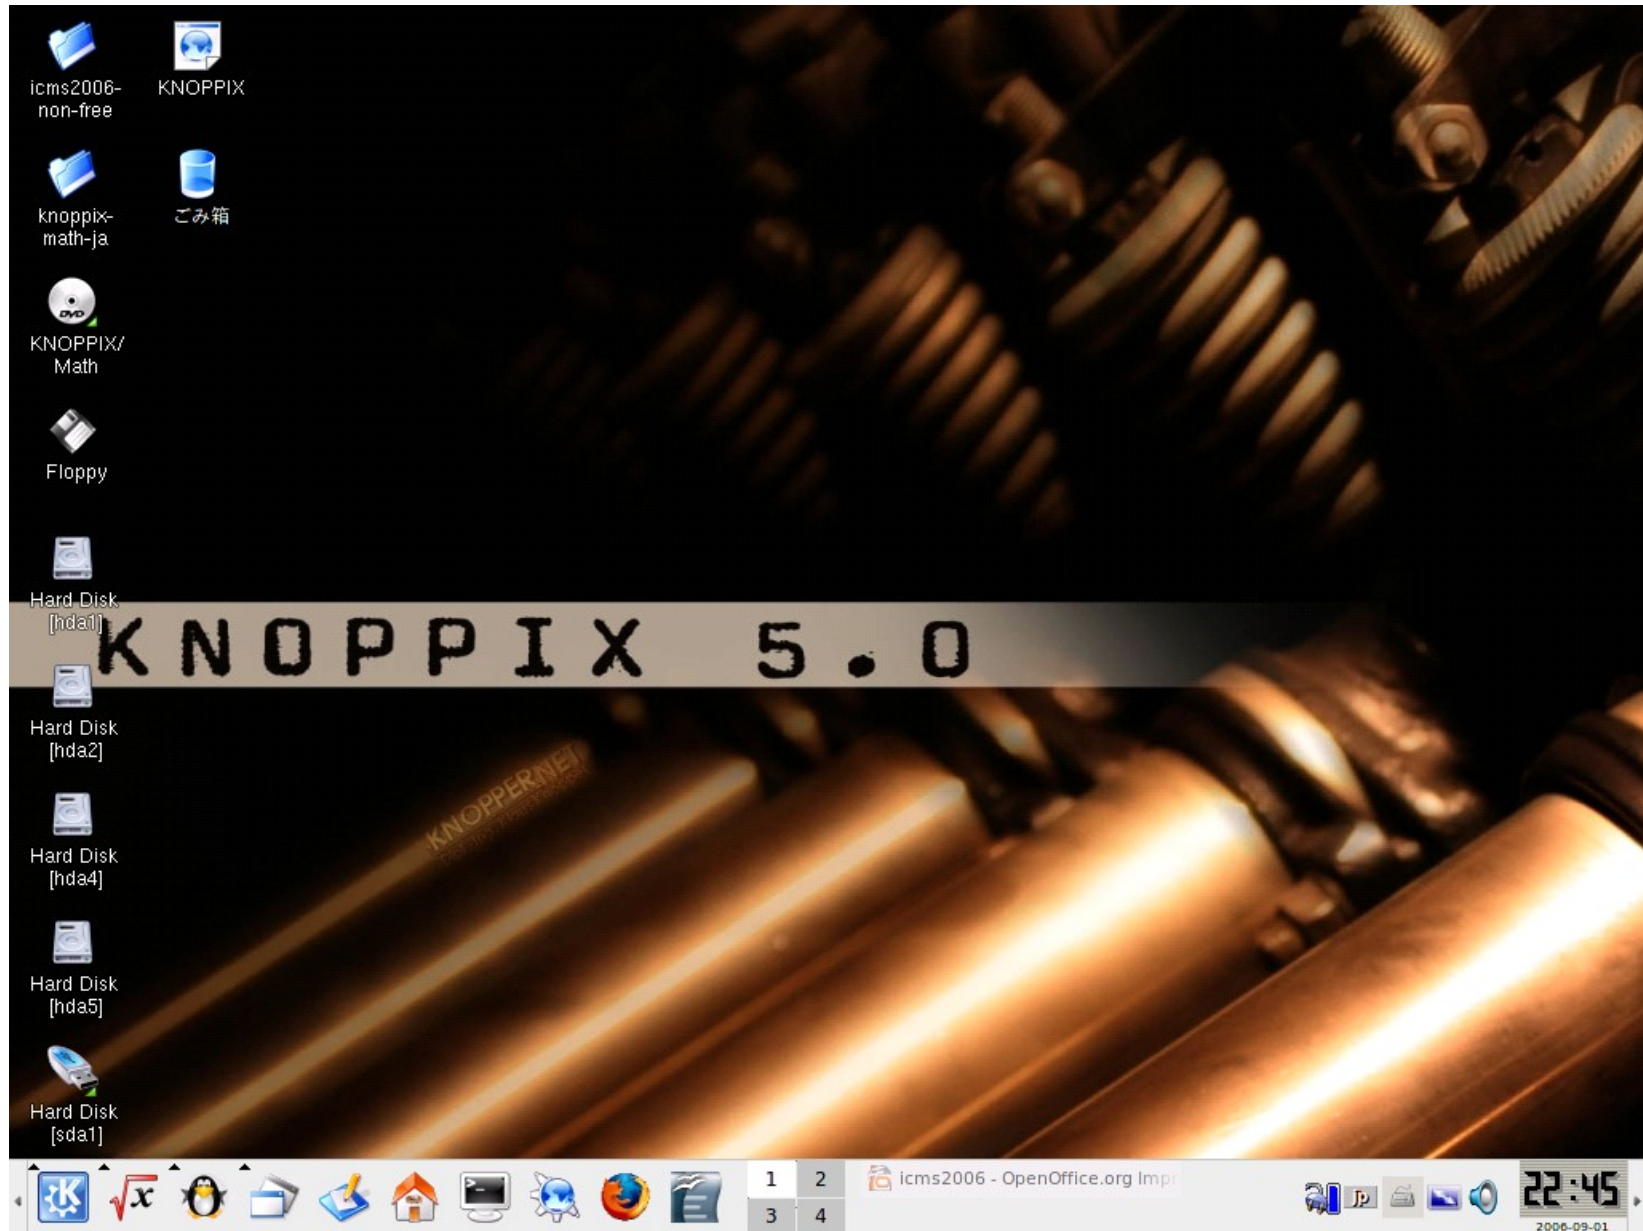 icms2006-
non-free
KNOPPIX
knoppix-
math-ja
ごみ箱
DVD
KNOPPIX/
Math
Floppy
Hard Disk
[hda1]
KNOPPIX 5.0
Hard Disk
[hda2]
KNOPPERNET
Hard Disk
[hda4]
Hard Disk
[hda5]
Hard Disk
[sda1]
1 2
3 4
icms2006 - OpenOffice.org Impr
Jp
22:45
2006-09-01